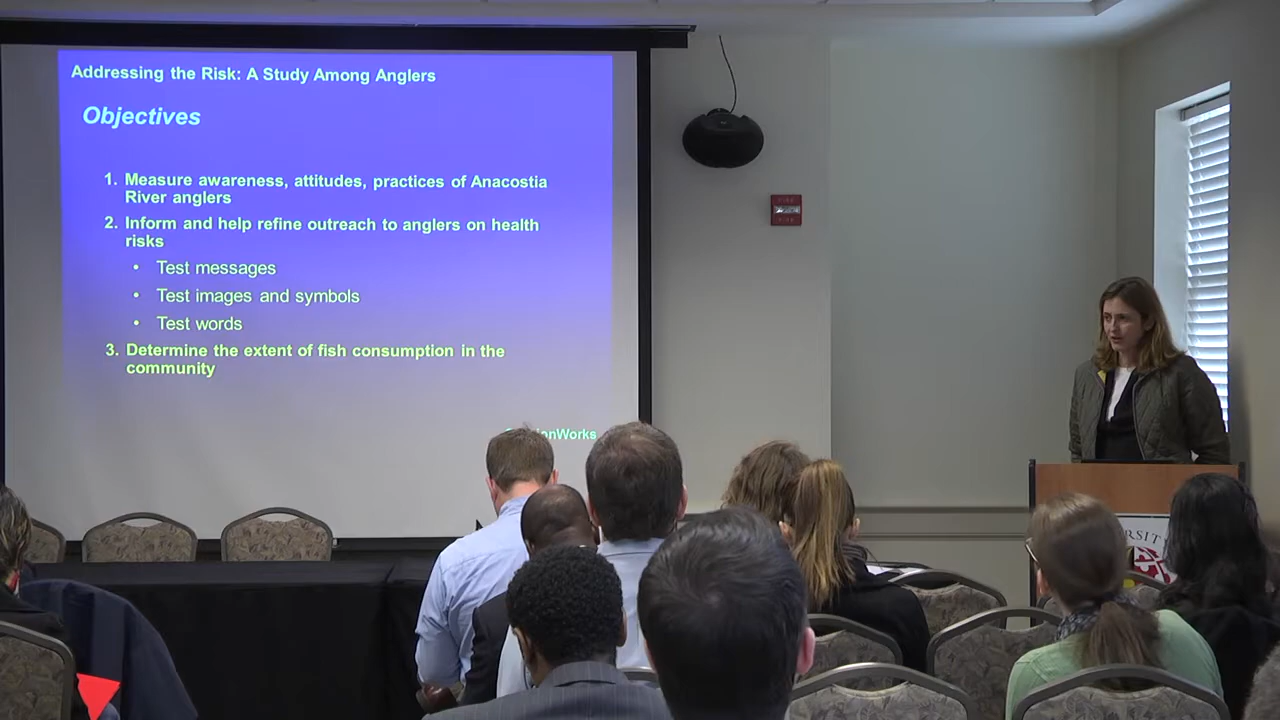 Addressing the Risk: A Study Among Anglers
Objectives
1. Measure awareness, attitudes, practices of Anacostia
River anglers
2. Inform and help refine outreach to anglers on health
risks
• Test messages
• Test images and symbols
• Test words
3. Determine the extent of fish consumption in the
community